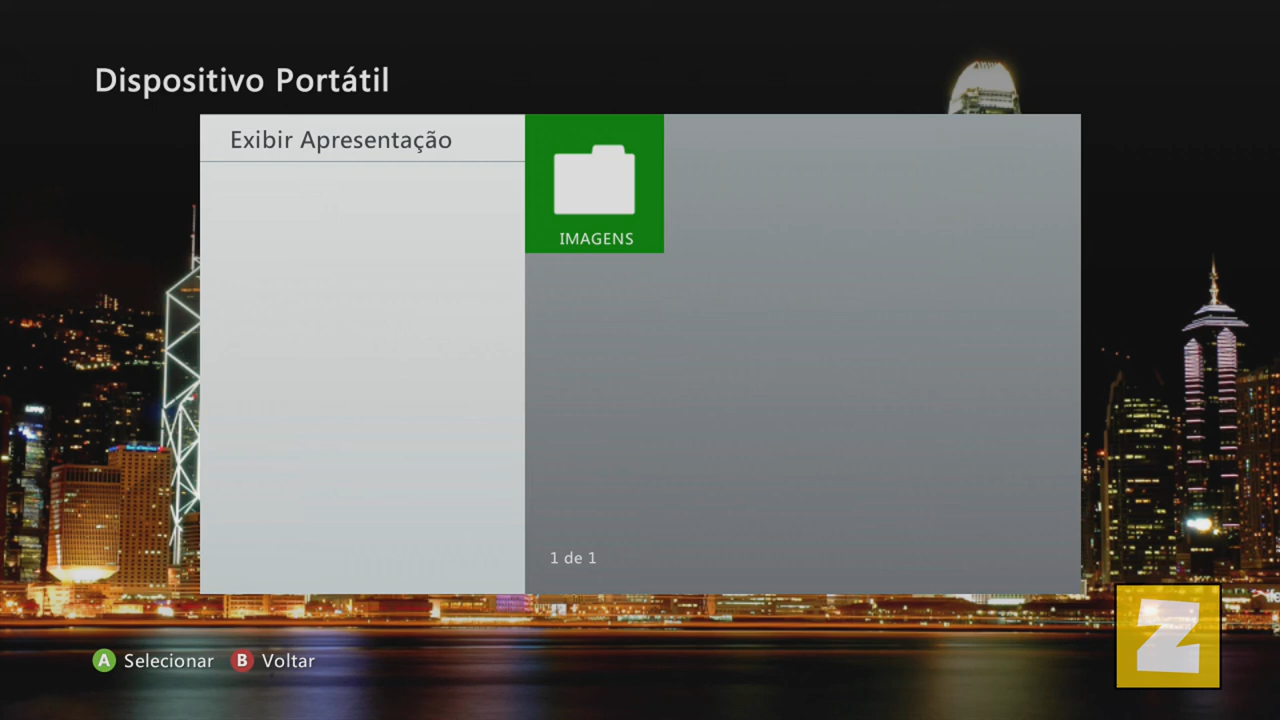 Dispositivo Portátil
Exibir Apresentação
IMAGENS
1 de 1
A Selecionar B Voltar
Z